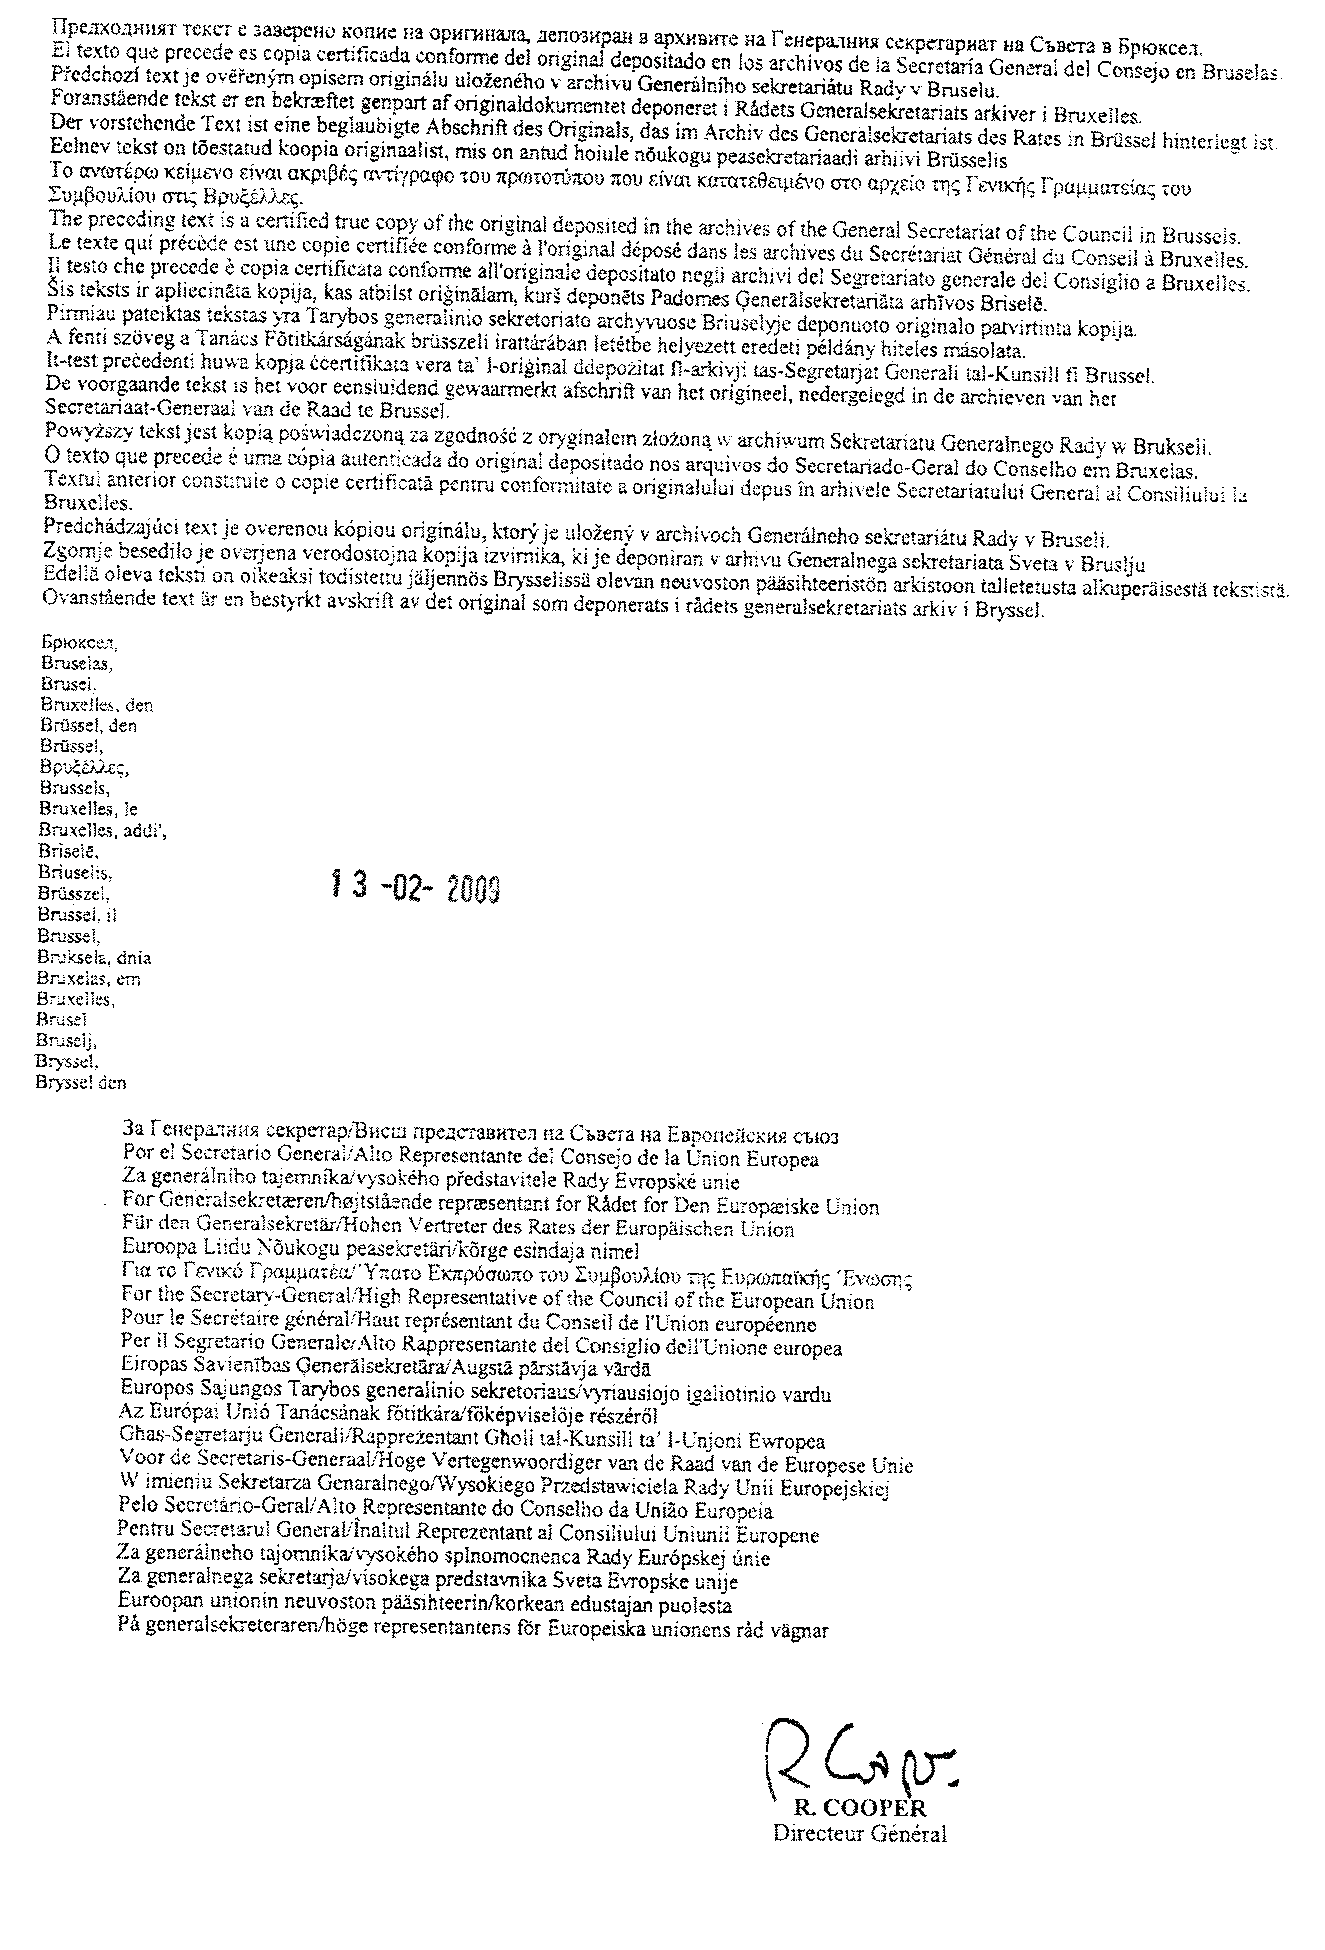 Предходният текст е заверено копие на оригинала, депозиран в архивите на Генералния секретариат на Съвета в Брюксел.
El texto que precede es copia certificada conforme del original depositado en los archivos de la Secretaría General del Consejo en Bruselas.
Předchozí text je ověřeným opisem originálu uloženého v archivu Generálního sekretariátu Rady v Bruselu.
Foranstående tekst er en bekræftet genpart af originaldokumentet deponeret i Rådets Generalsekretariats arkiver i Bruxelles.
Der vorstehende Text ist eine beglaubigte Abschrift des Originals, das im Archiv des Generalsekretariats des Rates in Brüssel hinterlegt ist.
Eelnev tekst on tõestatud koopia originaalist, mis on antud hoiule nõukogu peasekretariaadi arhiivi Brüsselis
Το ανωτέρω κείμενο είναι ακριβές αντίγραφο του πρωτοτύπου που είναι κατατεθειμένο στο αρχείο της Γενικής Γραμματείας του
Συμβουλίου στις Βρυξέλλες.
The preceding text is a certified true copy of the original deposited in the archives of the General Secretariat of the Council in Brussels.
Le texte qui précède est une copie certifiée conforme à l'original déposé dans les archives du Secrétariat Général du Conseil à Bruxelles.
Il testo che precede è copia certificata conforme all'originale depositato negli archivi del Segretariato generale del Consiglio a Bruxelles.
Šis teksts ir apliecināta kopija, kas atbilst oriģinālam, kurš deponēts Padomes Ģenerālsekretariāta arhīvos Briselē.
Pirmiau pateiktas tekstas yra Tarybos generalinio sekretoriato archyvuose Briuselyje deponuoto originalo patvirtinta kopija.
A fenti szöveg a Tanács Főtitkárságának brüsszeli irattárában letétbe helyezett eredeti példány hiteles másolata.
It-test preċedenti huwa kopja ċċertifikata vera ta' l-original ddepożitat fl-arkivji tas-Segretarjat Ġenerali tal-Kunsill fi Brussel.
De voorgaande tekst is het voor eensluidend gewaarmerkt afschrift van het origineel, nedergelegd in de archieven van het
Secretariaat-Generaal van de Raad te Brussel.
Powyższy tekst jest kopią poświadczoną za zgodność z oryginałem złożoną w archiwum Sekretariatu Generalnego Rady w Brukseli.
O texto que precede é uma cópia autenticada do original depositado nos arquivos do Secretariado-Geral do Conselho em Bruxelas.
Textul anterior constituie o copie certificată pentru conformitate a originalului depus în arhivele Secretariatului General al Consiliului la
Bruxelles.
Predchádzajúci text je overenou kópiou originálu, ktorý je uložený v archívoch Generálneho sekretariátu Rady v Bruseli.
Zgornje besedilo je overjena verodostojna kopija izvirnika, ki je deponiran v arhivu Generalnega sekretariata Sveta v Bruslju
Edellä oleva teksti on oikeaksi todistettu jäljennös Brysselissä olevan neuvoston pääsihteeristön arkistoon talletetusta alkuperäisestä tekstistä.
Ovanstående text är en bestyrkt avskrift av det original som deponerats i rådets generalsekretariats arkiv i Bryssel.
Брюксел,
Bruselas,
Brusel,
Bruxelles, den
Brüssel, den
Brüssel,
Βρυξέλλες,
Brussels,
Bruxelles, le
Bruxelles, addì',
Briselē,
Briuselis,
Brüsszel,
Brussel, il
Brussel,
Bruksela, dnia
Bruxelas, em
Bruxelles,
Brusel
Bruselj,
Bryssel,
Bryssel den
13 -02- 2009
За Генералния секретар/Висш представител на Съвета на Европейския съюз
Por el Secretario General/Alto Representante del Consejo de la Union Europea
Za generálního tajemníka/vysokého představitele Rady Evropské unie
For Generalsekretæren/højtstående repræsentant for Rådet for Den Europæiske Union
Für den Generalsekretär/Hohen Vertreter des Rates der Europäischen Union
Euroopa Liidu Nõukogu peasekretäri/kõrge esindaja nimel
Για το Γενικό Γραμματέα/Ύπατο Εκπρόσωπο του Συμβουλίου της Ευρωπαϊκής Ένωσης
For the Secretary-General/High Representative of the Council of the European Union
Pour le Secrétaire général/Haut représentant du Conseil de l'Union européenne
Per il Segretario Generale/Alto Rappresentante del Consiglio dell'Unione europea
Eiropas Savienības Ģenerālsekretāra/Augstā pārstāvja vārdā
Europos Sąjungos Tarybos generalinio sekretoriaus/vyriausiojo įgaliotinio vardu
Az Európai Unió Tanácsának főtitkára/főképviselője részéről
Għas-Segretarju Ġenerali/Rappreżentant Għoli tal-Kunsill ta' l-Unjoni Ewropea
Voor de Secretaris-Generaal/Hoge Vertegenwoordiger van de Raad van de Europese Unie
W imieniu Sekretarza Genaralnego/Wysokiego Przedstawiciela Rady Unii Europejskiej
Pelo Secretário-Geral/Alto Representante do Conselho da União Europeia
Pentru Secretarul General/Înaltul Reprezentant al Consiliului Uniunii Europene
Za generálneho tajomníka/vysokého splnomocnenca Rady Európskej únie
Za generalnega sekretarja/visokega predstavnika Sveta Evropske unije
Euroopan unionin neuvoston pääsihteerin/korkean edustajan puolesta
På generalsekreteraren/höge representantens för Europeiska unionens råd vägnar
R Cooper.
R. COOPER
Directeur Général